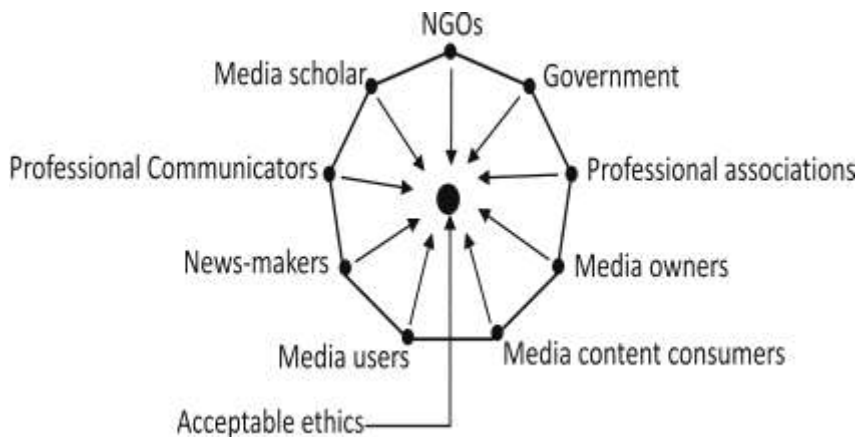 NGOs
Media scholar
Government
Professional Communicators
Professional associations
News-makers
Media owners
Media users
Media content consumers
Acceptable ethics